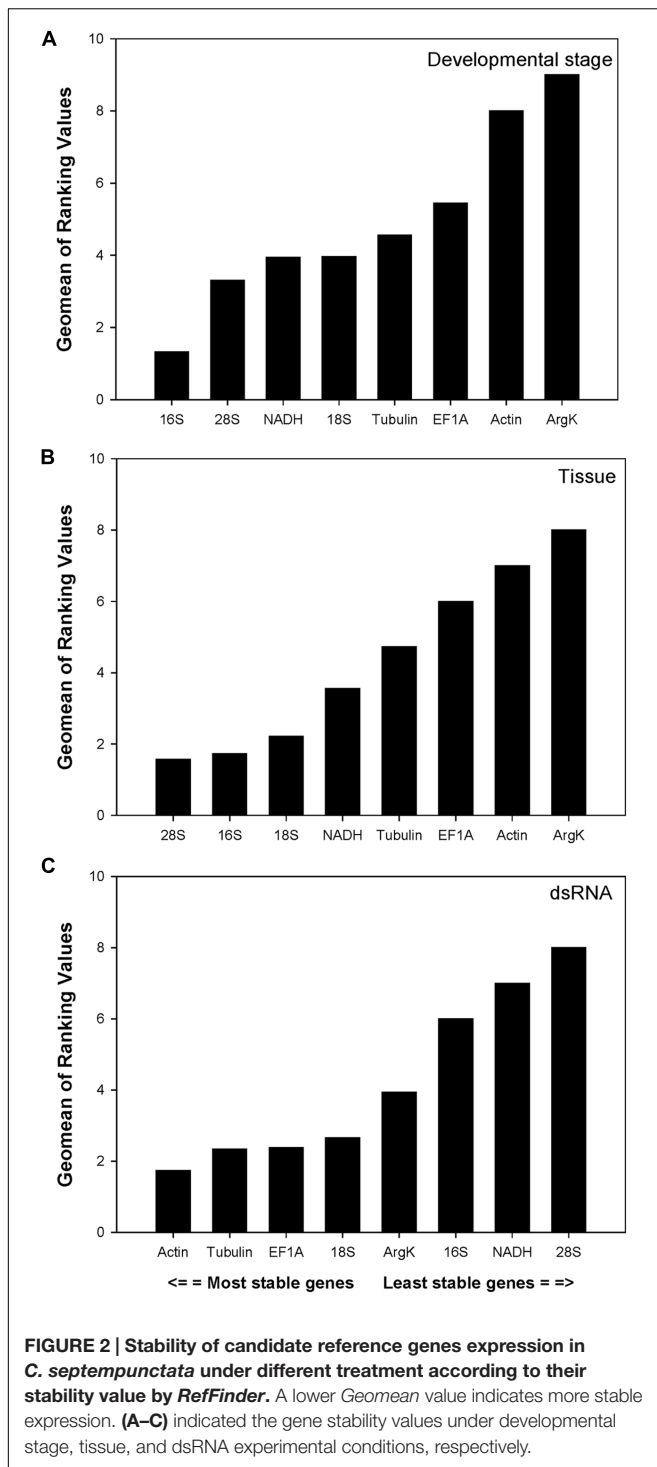 A
Developmental stage
Geomean of Ranking Values
10
8
6
4
2
0
16S 28S NADH 18S Tubulin EF1A Actin ArgK
B
Tissue
Geomean of Ranking Values
10
8
6
4
2
0
28S 16S 18S NADH Tubulin EF1A Actin ArgK
C
dsRNA
Geomean of Ranking Values
10
8
6
4
2
0
Actin Tubulin EF1A 18S ArgK 16S NADH 28S
<= = Most stable genes Least stable genes = =>
FIGURE 2 | Stability of candidate reference genes expression in
C. septempunctata under different treatment according to their
stability value by RefFinder. A lower Geomean value indicates more stable
expression. (A–C) indicated the gene stability values under developmental
stage, tissue, and dsRNA experimental conditions, respectively.